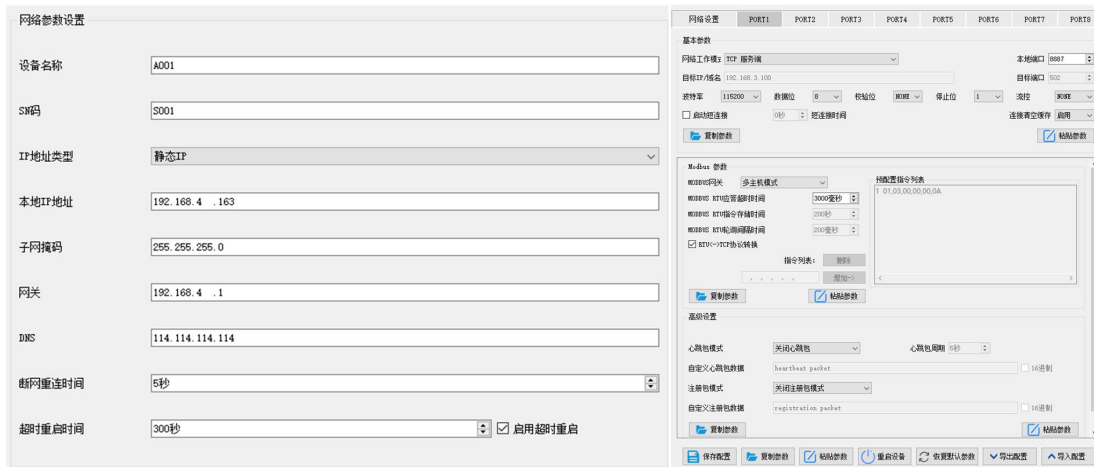 网络参数设置
设备名称 A001
SN码 S001
IP地址类型 静态IP
本地IP地址 192.168.4 .163
子网掩码 255.255.255.0
网关 192.168.4 .1
DNS 114.114.114.114
断网重连时间 5秒
超时重启时间 300秒 启用超时重启
网络设置 PORT1 PORT2 PORT3 PORT4 PORT5 PORT6 PORT7 PORT8
基本参数
网络工作模 TCP 服务端 本地端口 8887
目标IP/域名 192.168.3.100 目标端口 502
波特率 115200 数据位 8 校验位 NONE 停止位 1 流控 NONE
启动短连接 0秒 短连接时间 连接清空缓存 启用
复制参数 粘贴参数
Modbus 参数
MODBUS网关 多主机模式 预配置指令列表
MODBUS RTU应答超时时间 3000毫秒 1 01,03,00,00,00,0A
MODBUS RTU指令存储时间 200秒
MODBUS RTU轮询间隔时间 200毫秒
RTU<->TCP协议转换
指令列表: 删除
. . . . . 增加->
复制参数 粘贴参数
高级设置
心跳包模式 关闭心跳包 心跳包周期 5秒
自定义心跳包数据 heartbeat packet 16进制
注册包模式 关闭注册包模式
自定义注册包数据 registration packet 16进制
复制参数 粘贴参数
保存配置 复制参数 粘贴参数 重启设备 恢复默认参数 导出配置 导入配置